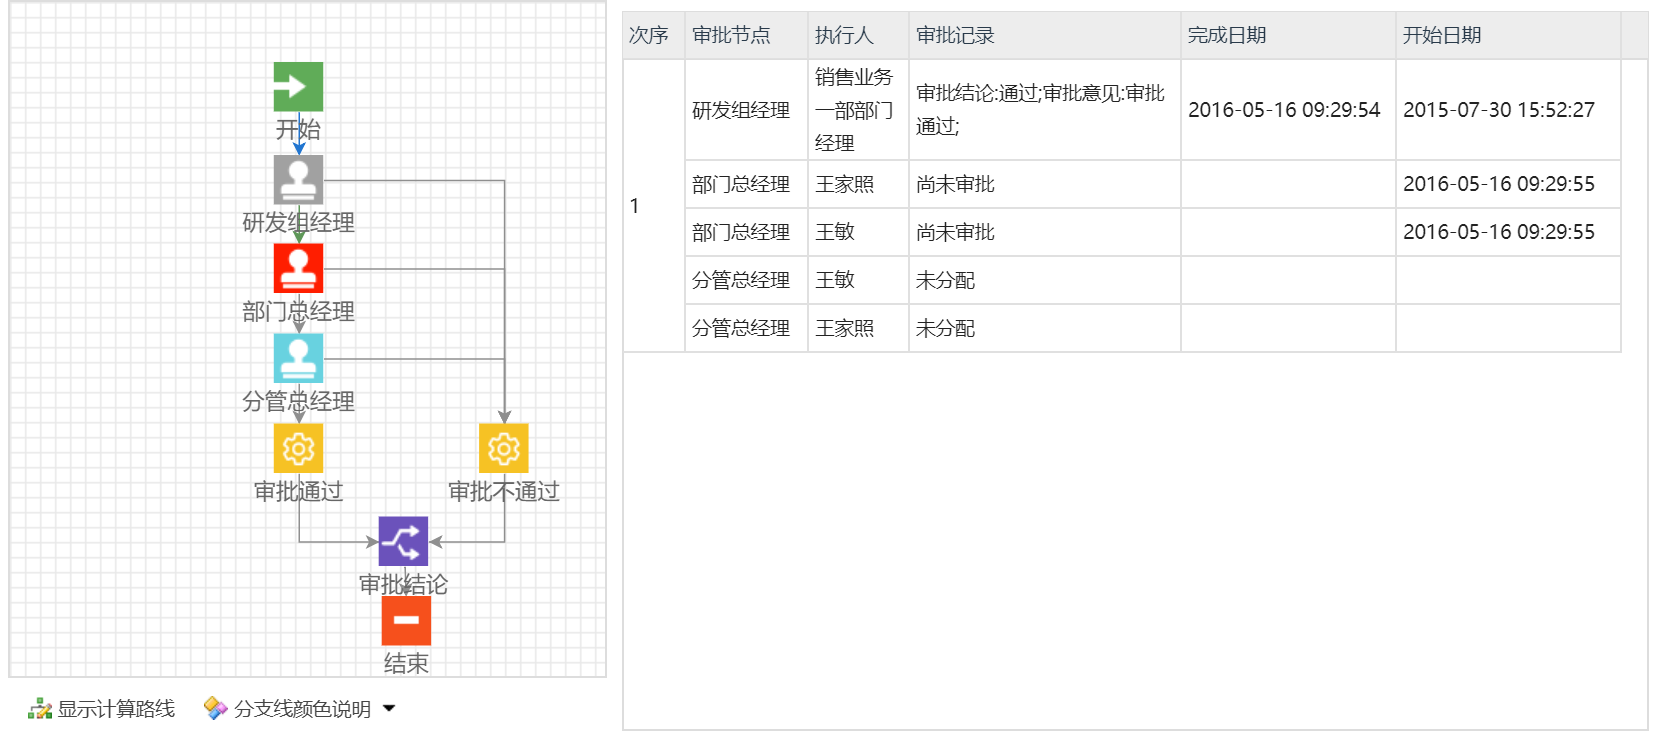 开始
研发组经理
部门总经理
分管总经理
审批通过
审批不通过
审批结论
结束
显示计算路线
分支线颜色说明
次序 审批节点 执行人 审批记录 完成日期 开始日期
1
研发组经理
销售业务
一部部门
经理
审批结论:通过;审批意见:审批
通过;
2016-05-16 09:29:54
2015-07-30 15:52:27
部门总经理 王家照 尚未审批 2016-05-16 09:29:55
部门总经理 王敏 尚未审批 2016-05-16 09:29:55
分管总经理 王敏 未分配
分管总经理 王家照 未分配